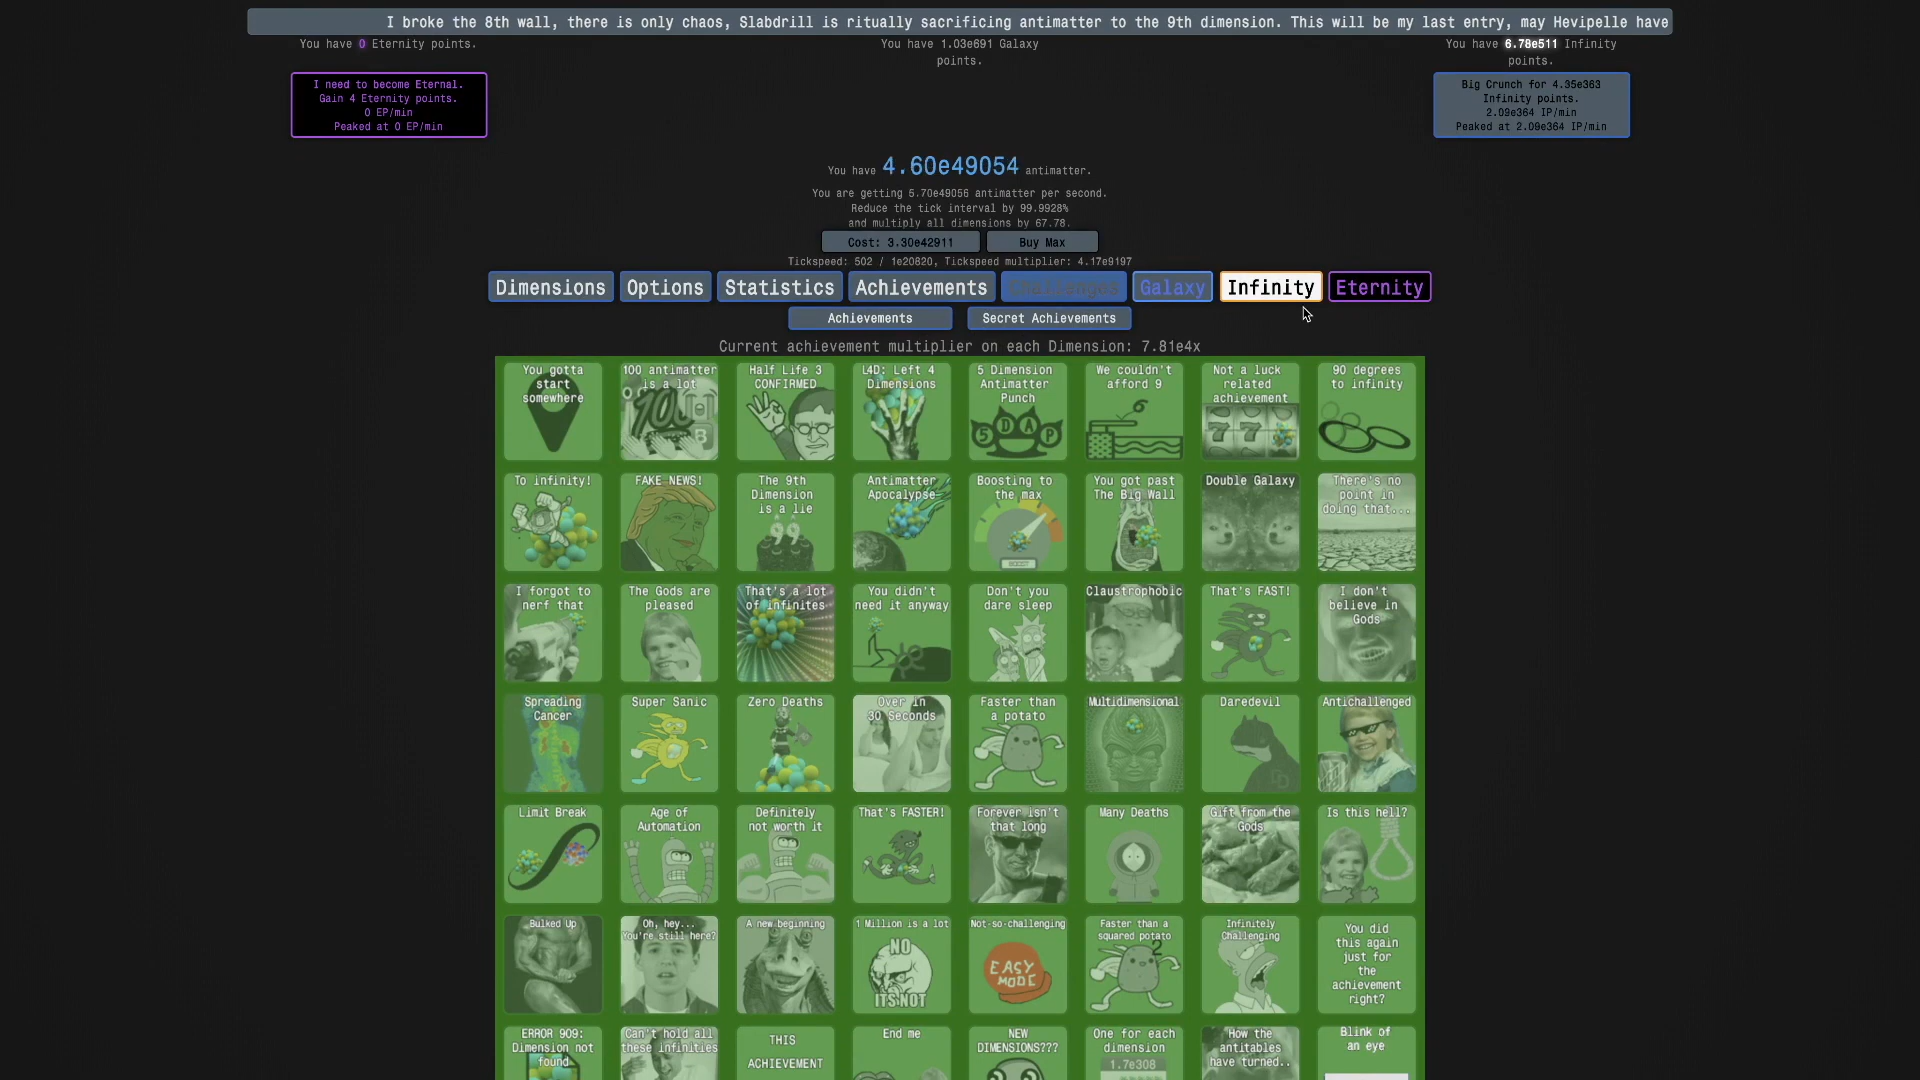 I broke the 8th wall, there is only chaos, Slabdrill is ritually sacrificing antimatter to the 9th dimension. This will be my last entry, may Hevipelle have
You have 0 Eternity points.
You have 1.03e691 Galaxy
points.
You have 6.78e511 Infinity
points.
I need to become Eternal.
Gain 4 Eternity points.
0 EP/min
Peaked at 0 EP/min
Big Crunch for 4.35e363
Infinity points.
2.09e364 IP/min
Peaked at 2.09e364 IP/min
You have 4.60e49054 antimatter.
You are getting 5.70e49056 antimatter per second.
Reduce the tick interval by 99.9928%
and multiply all dimensions by 67.78.
Cost: 3.30e42911
Buy Max
Tickspeed: 502 / 1e20820, Tickspeed multiplier: 4.17e9197
Dimensions
Options
Statistics
Achievements
Challenges
Galaxy
Infinity
Eternity
Achievements
Secret Achievements
Current achievement multiplier on each Dimension: 7.81e4x
You gotta
start
somewhere
100 antimatter
is a lot
Half Life 3
CONFIRMED
L4D: Left 4
Dimensions
5 Dimension
Antimatter
Punch
5 D A P
We couldn't
afford 9
6
Not a luck
related
achievement
7 7
90 degrees
to infinity
To infinity!
FAKE NEWS!
The 9th
Dimension
is a lie
99
Antimatter
Apocalypse
Boosting to
the max
You got past
The Big Wall
Double Galaxy
There's no
point in
doing that...
I forgot to
nerf that
The Gods are
pleased
That's a lot
of infinites
You didn't
need it anyway
Don't you
dare sleep
Claustrophobic
That's FAST!
I don't
believe in
Gods
Spreading
Cancer
Super Sanic
Zero Deaths
Over in
30 Seconds
Faster than
a potato
Multidimensional
Daredevil
Antichallenged
Limit Break
Age of
Automation
Definitely
not worth it
That's FASTER!
Forever isn't
that long
Many Deaths
Gift from the
Gods
Is this hell?
Bulked Up
Oh, hey...
You're still here?
A new beginning
1 Million is a lot
NO
ITS NOT
Not-so-challenging
EASY
MODE
Faster than a
squared potato
2
Infinitely
Challenging
You did
this again
just for
the
achievement
right?
ERROR 909:
Dimension not
found
Can't hold all
these infinities
THIS
ACHIEVEMENT
End me
NEW
DIMENSIONS???
One for each
dimension
1.7e308
How the
antitables
have turned..
Blink of
an eye